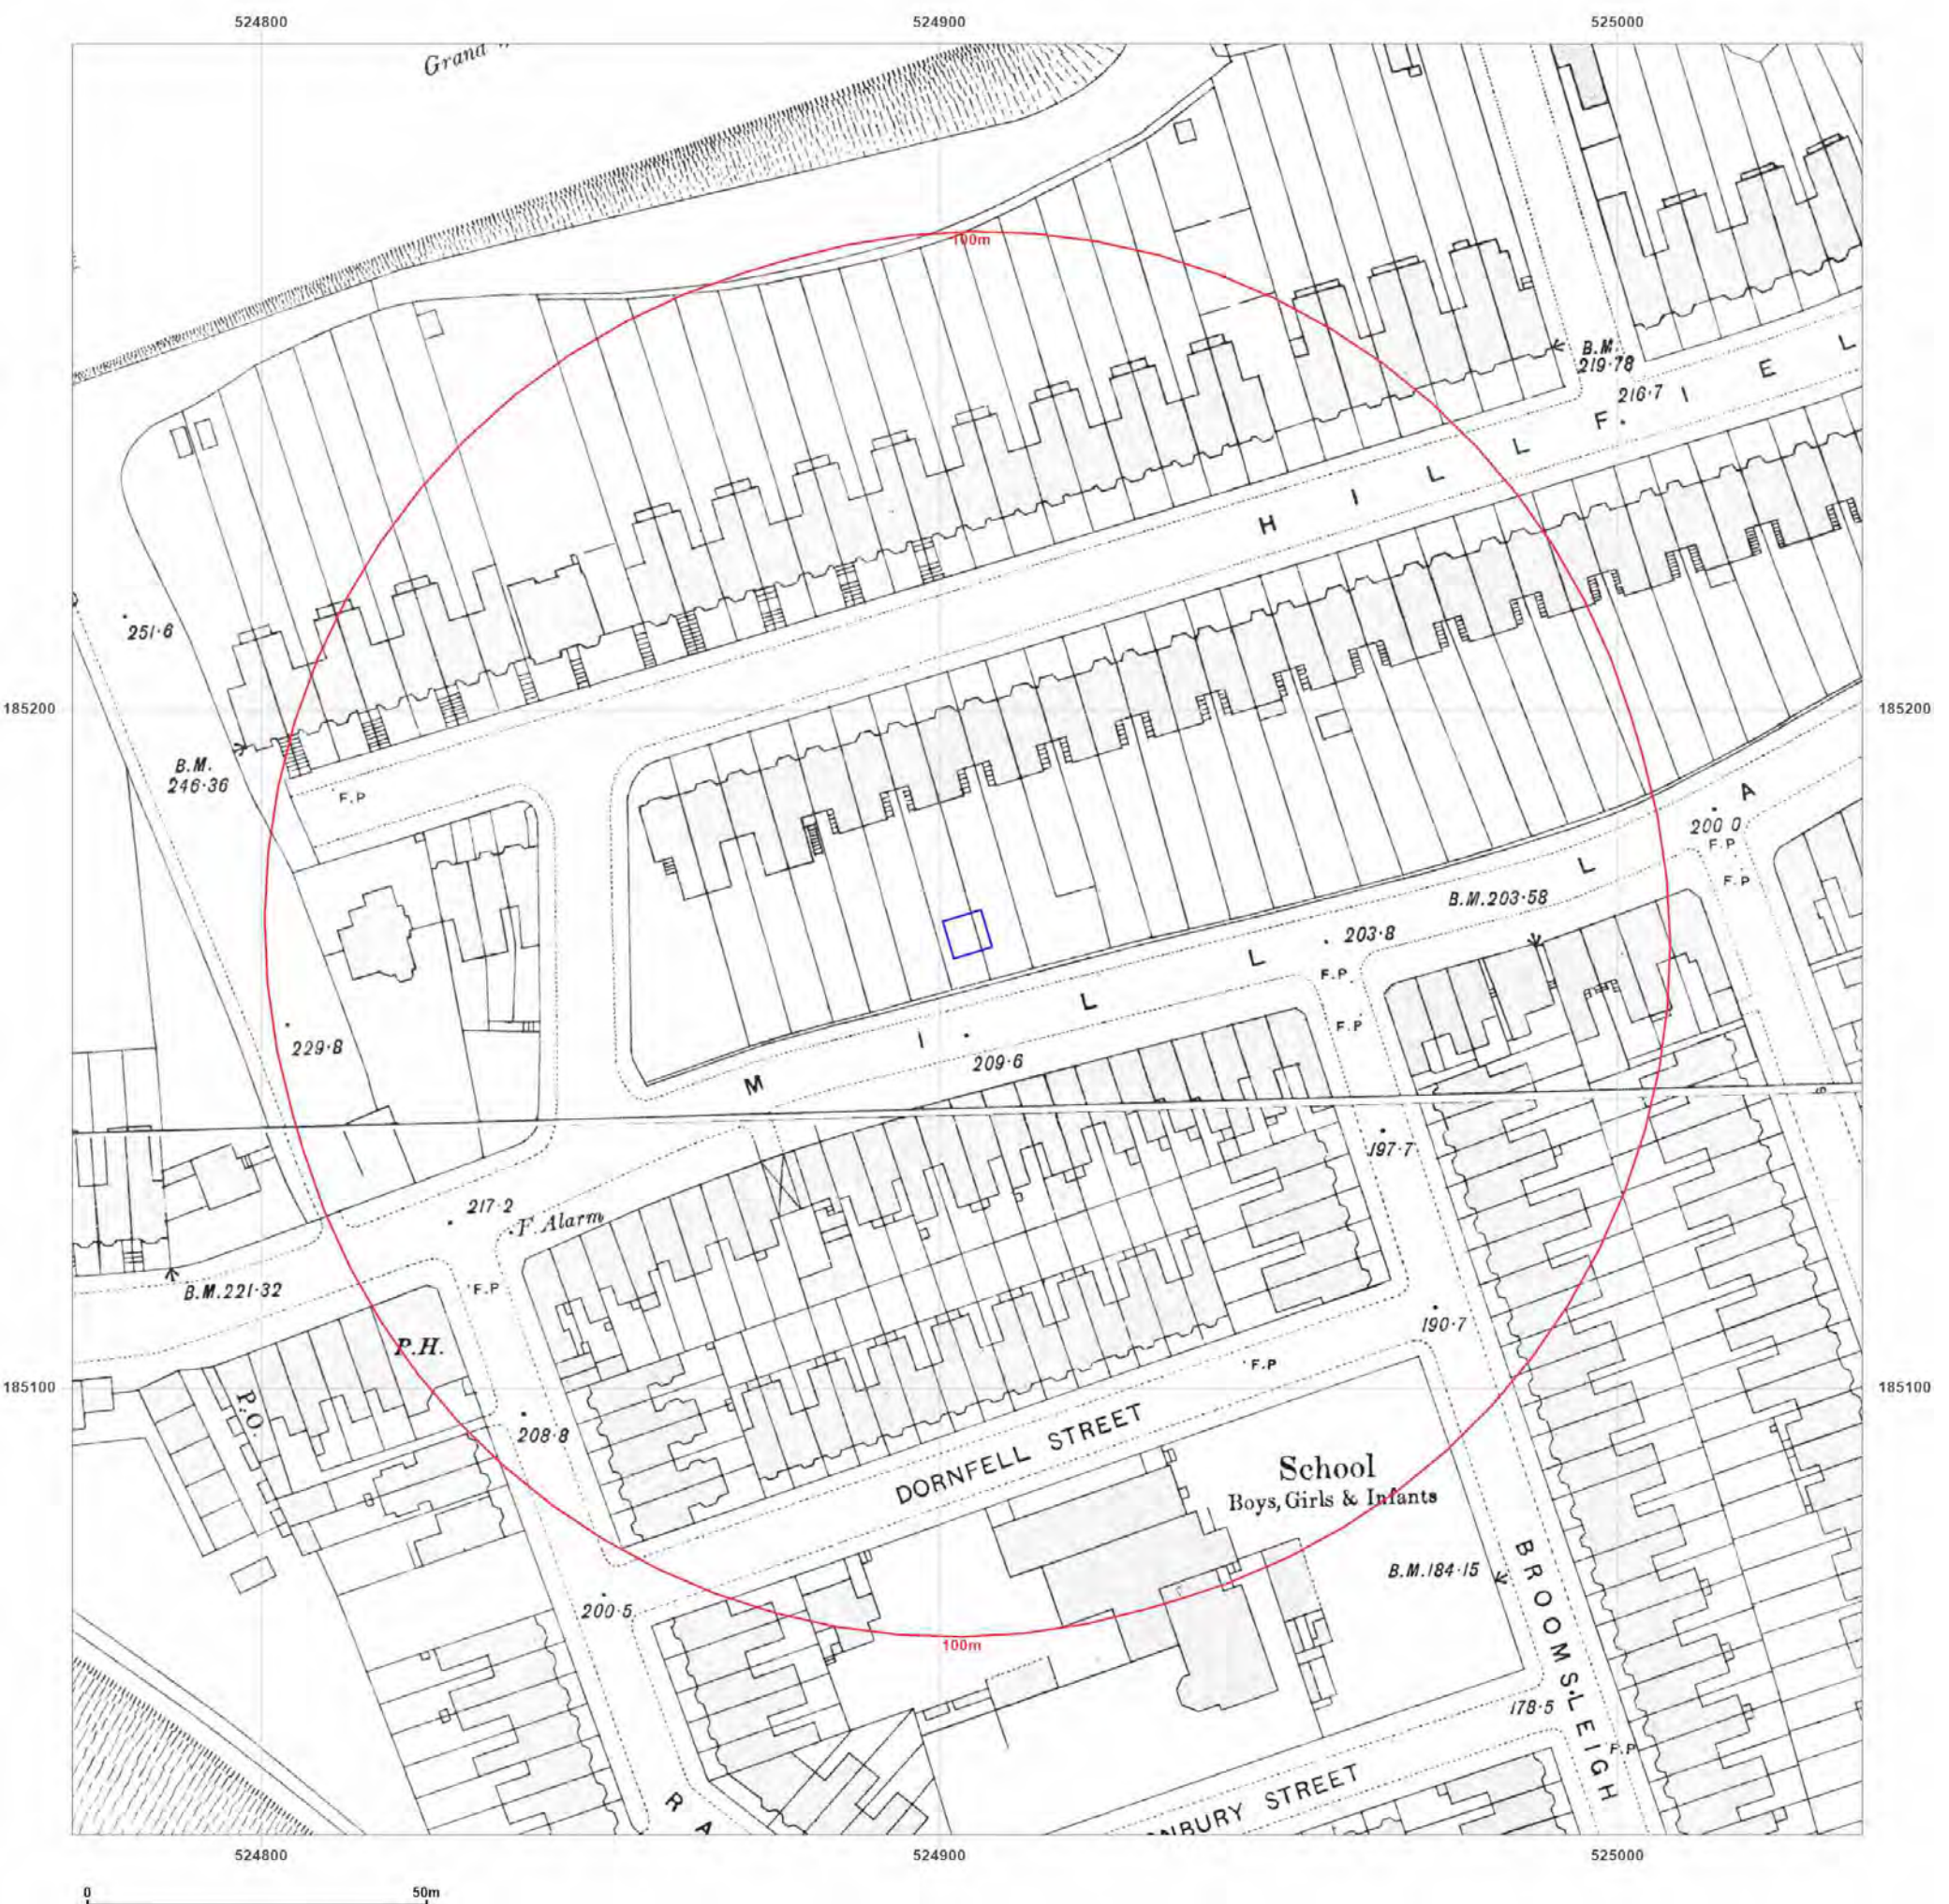 524800
524900
525000
Grand
100m
B.M.
219·78
216·7
H I L L F I E L
251·6
185200
185200
B.M.
246·36
F.P
A
200 0
F.P
F.P
L
B.M.203·58
203·8
L
F.P
L
F.P
I
229·8
209·6
M
197·7
217·2
F. Alarm
F.P
B.M.221·32
190·7
P.H.
F.P
185100
185100
P.O.
208·8
DORNFELL STREET
School
Boys, Girls & Infants
B.M.184·15
BROOMSLEIGH
200·5
100m
178·5
F.P
NBURY STREET
R A
524800
524900
525000
0
50m